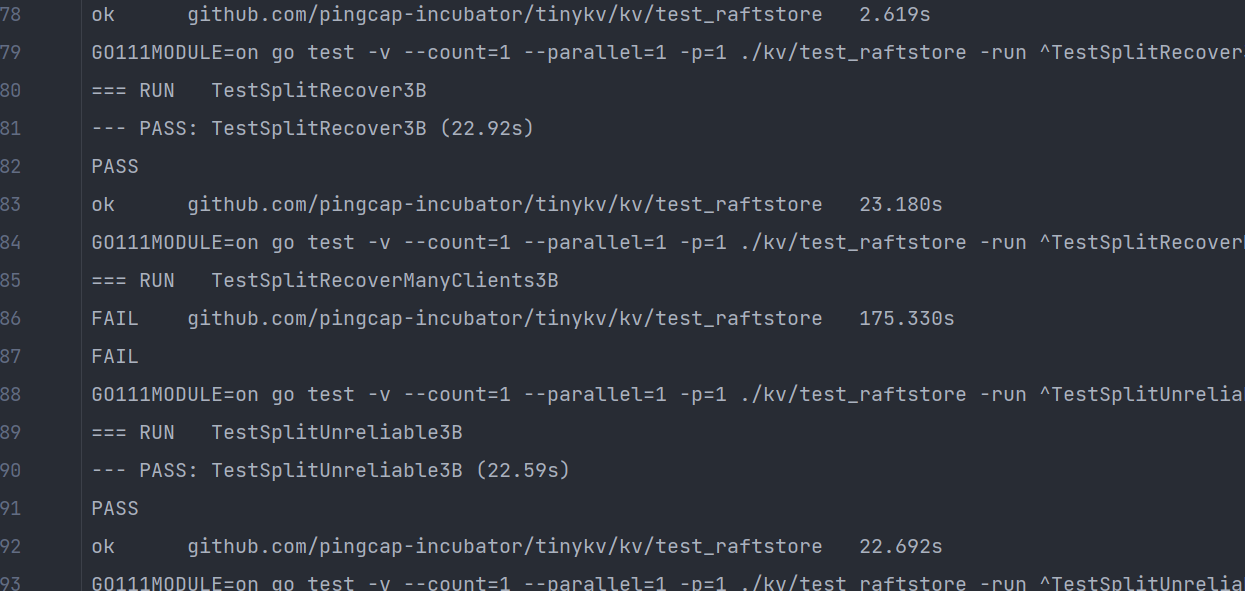 78 ok github.com/pingcap-incubator/tinykv/kv/test_raftstore 2.619s
79 GO111MODULE=on go test -v --count=1 --parallel=1 -p=1 ./kv/test_raftstore -run ^TestSplitRecover
80 === RUN TestSplitRecover3B
81 --- PASS: TestSplitRecover3B (22.92s)
82 PASS
83 ok github.com/pingcap-incubator/tinykv/kv/test_raftstore 23.180s
84 GO111MODULE=on go test -v --count=1 --parallel=1 -p=1 ./kv/test_raftstore -run ^TestSplitRecover
85 === RUN TestSplitRecoverManyClients3B
86 FAIL github.com/pingcap-incubator/tinykv/kv/test_raftstore 175.330s
87 FAIL
88 GO111MODULE=on go test -v --count=1 --parallel=1 -p=1 ./kv/test_raftstore -run ^TestSplitUnrelia
89 === RUN TestSplitUnreliable3B
90 --- PASS: TestSplitUnreliable3B (22.59s)
91 PASS
92 ok github.com/pingcap-incubator/tinykv/kv/test_raftstore 22.692s
93 GO111MODULE=on go test -v --count=1 --parallel=1 -p=1 ./kv/test_raftstore -run ^TestSplitUnrelia